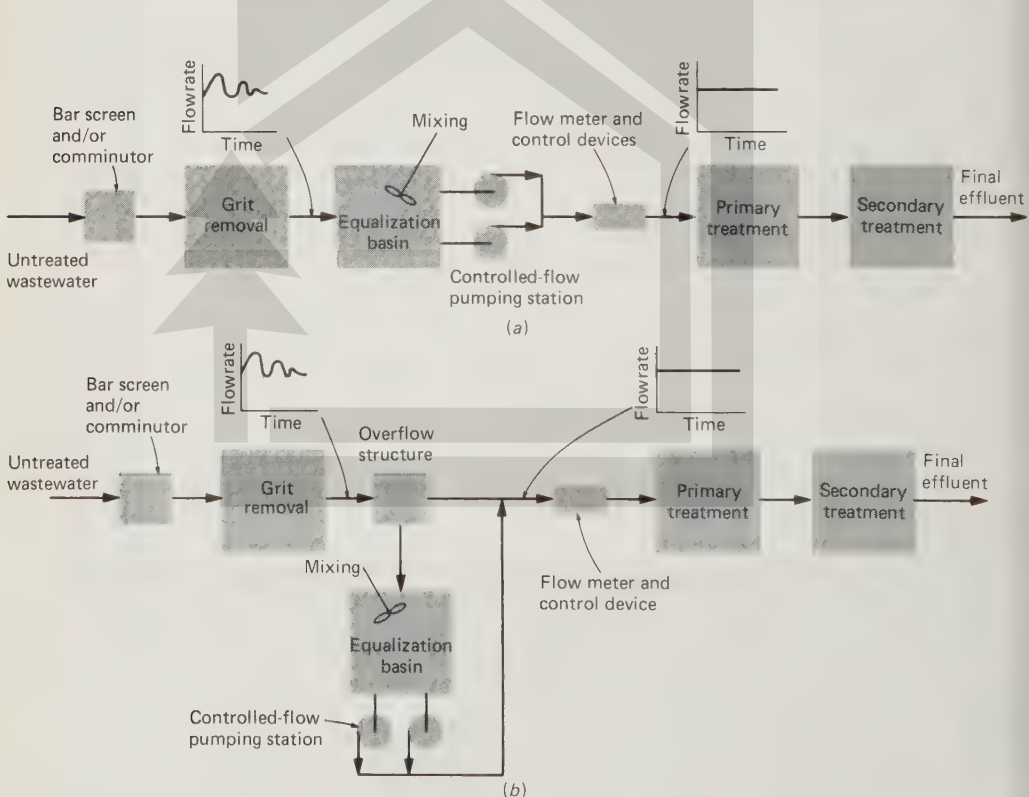 Flowrate
Time
Bar screen
and/or
comminutor
Mixing
Flow meter and
control devices
Flowrate
Time
Untreated
wastewater
Grit
removal
Equalization
basin
Controlled-flow
pumping station
Primary
treatment
Secondary
treatment
Final
effluent
(a)
Flowrate
Time
Bar screen
and/or
comminutor
Overflow
structure
Flowrate
Time
Untreated
wastewater
Grit
removal
Primary
treatment
Secondary
treatment
Final
effluent
Mixing
Equalization
basin
Flow meter and
control device
Controlled-flow
pumping station
(b)